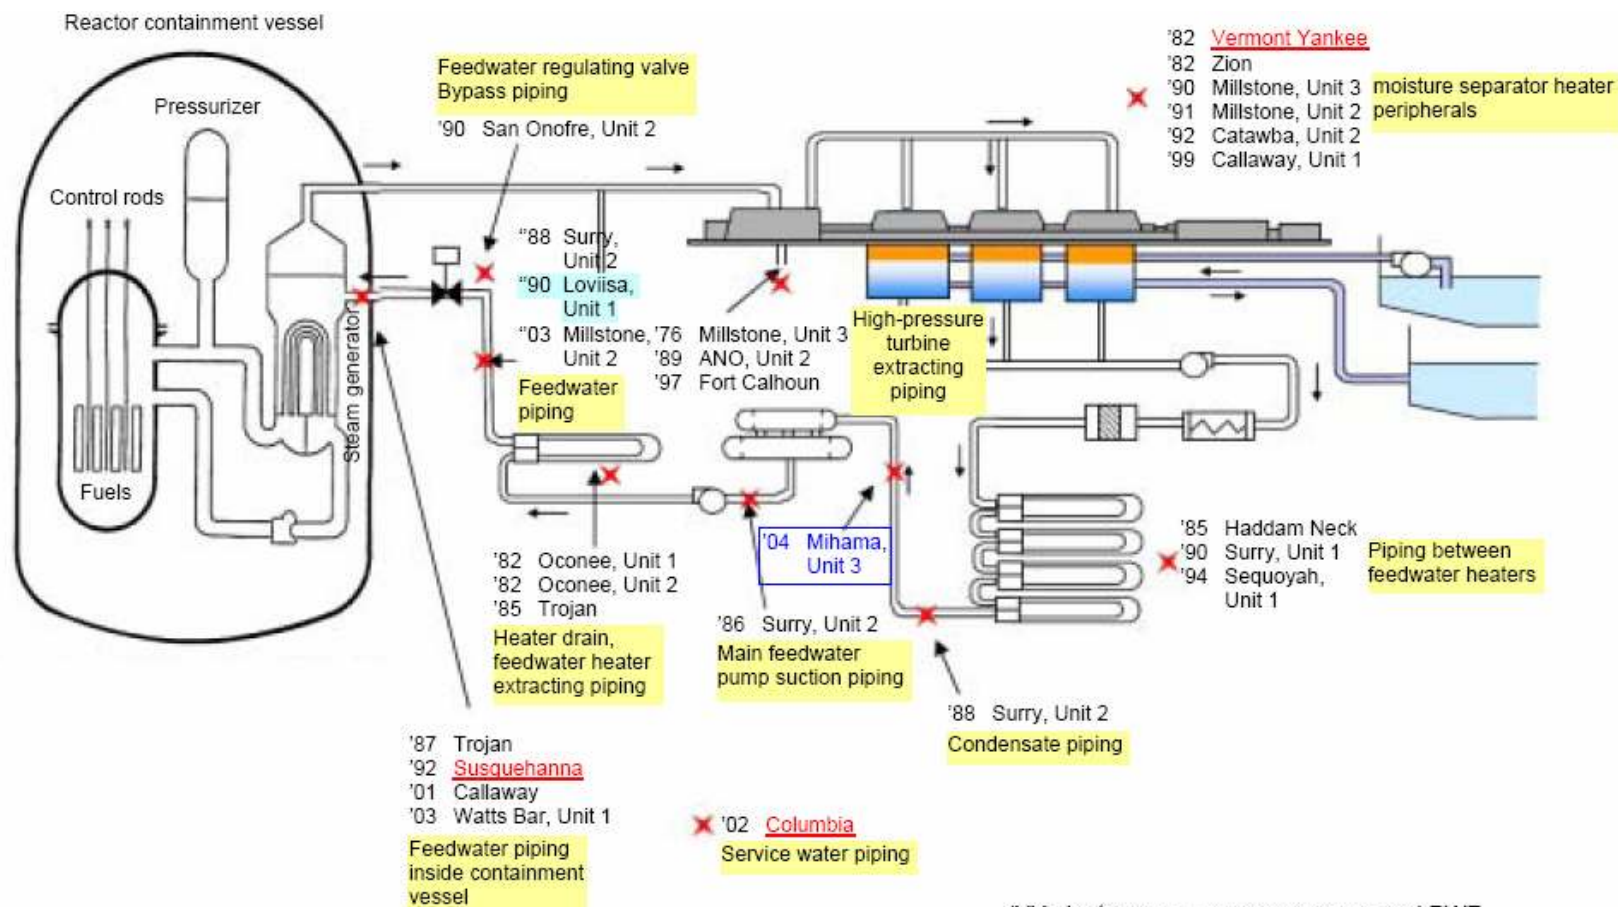 Reactor containment vessel
Pressurizer
Control rods
Fuels
Steam generator
Feedwater regulating valve
Bypass piping
'90 San Onofre, Unit 2
'82 Vermont Yankee
'82 Zion
'90 Millstone, Unit 3
'91 Millstone, Unit 2
'92 Catawba, Unit 2
'99 Callaway, Unit 1
moisture separator heater
peripherals
"88 Surry,
Unit 2
"90 Loviisa,
Unit 1
"03 Millstone,
Unit 2
Feedwater
piping
'76 Millstone, Unit 3
'89 ANO, Unit 2
'97 Fort Calhoun
High-pressure
turbine
extracting
piping
'82 Oconee, Unit 1
'82 Oconee, Unit 2
'85 Trojan
Heater drain,
feedwater heater
extracting piping
'04 Mihama,
Unit 3
'86 Surry, Unit 2
Main feedwater
pump suction piping
'85 Haddam Neck
'90 Surry, Unit 1
'94 Sequoyah,
Unit 1
Piping between
feedwater heaters
'88 Surry, Unit 2
Condensate piping
'87 Trojan
'92 Susquehanna
'01 Callaway
'03 Watts Bar, Unit 1
Feedwater piping
inside containment
vessel
'02 Columbia
Service water piping